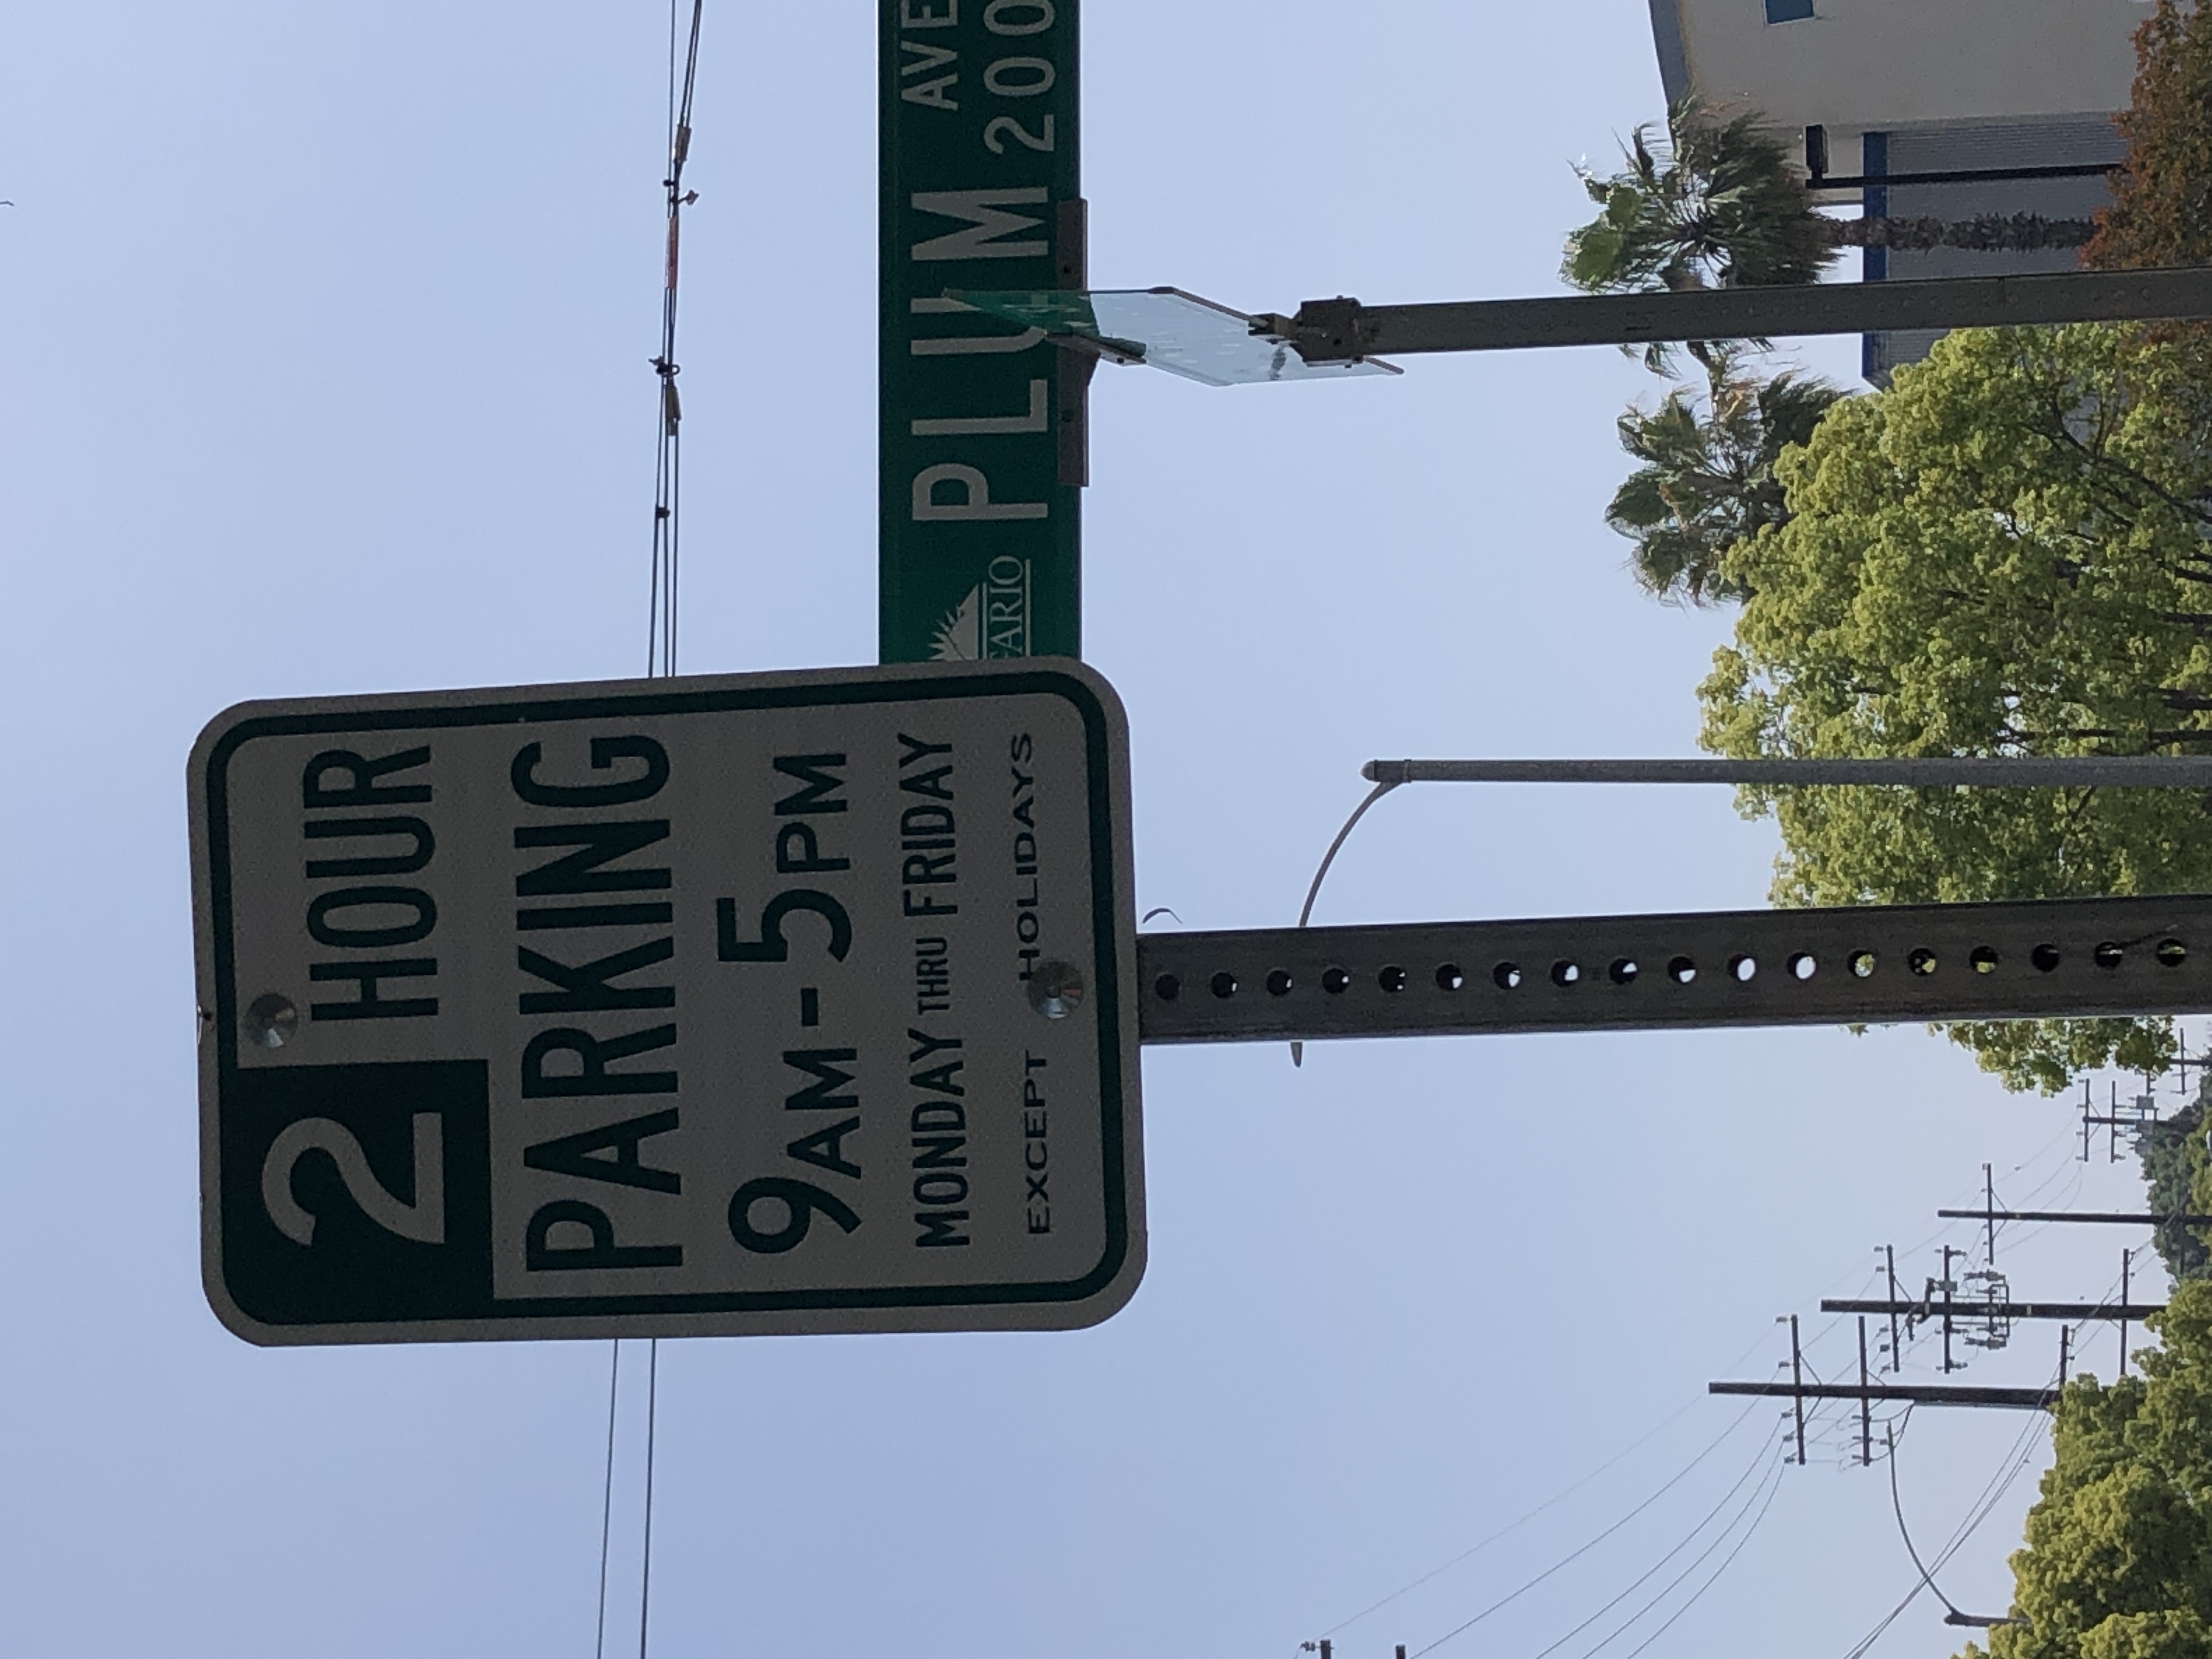 2 HOUR
PARKING
9AM-5PM
MONDAY THRU FRIDAY
EXCEPT HOLIDAYS
PLUM AVE
200